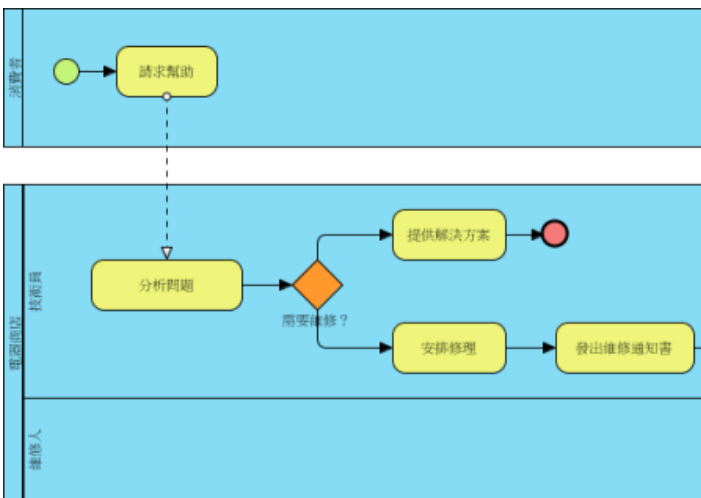 消費者
請求幫助
電器商店
技術員
分析問題
需要維修？
提供解決方案
安排修理
發出維修通知書
維修人